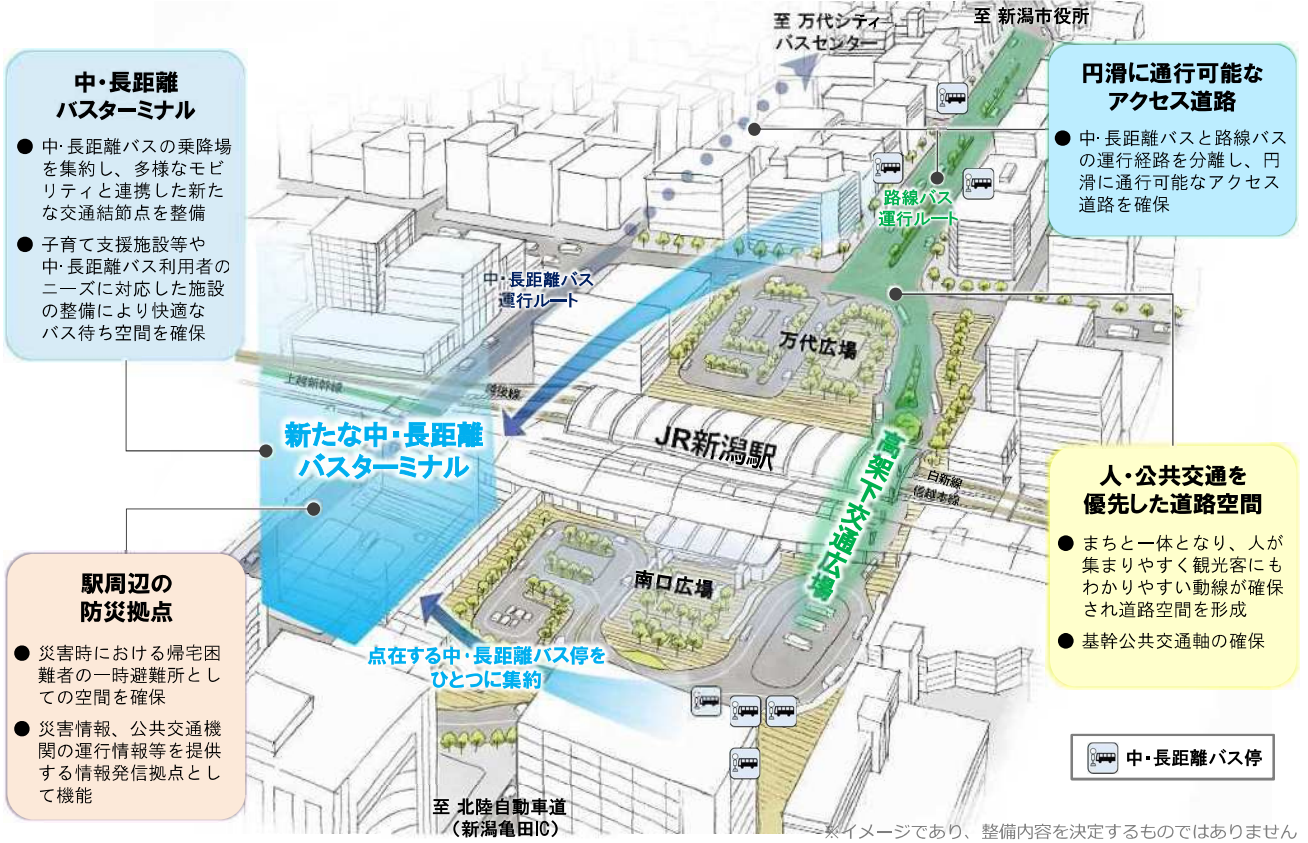 至 万代シティ
バスセンター
至 新潟市役所
中・長距離
バスターミナル
● 中・長距離バスの乗降場
を集約し、多様なモビ
リティと連携した新た
な交通結節点を整備
● 子育て支援施設等や
中・長距離バス利用者の
ニーズに対応した施設
の整備により快適な
バス待ち空間を確保
円滑に通行可能な
アクセス道路
● 中・長距離バスと路線バス
の運行経路を分離し、円
滑に通行可能なアクセス
道路を確保
路線バス
運行ルート
中・長距離バス
運行ルート
万代広場
上越新幹線
越後線
新たな中・長距離
バスターミナル
JR新潟駅
高架下交通広場
白新線
信越本線
人・公共交通を
優先した道路空間
● まちと一体となり、人が
集まりやすく観光客にも
わかりやすい動線が確保
され道路空間を形成
● 基幹公共交通軸の確保
駅周辺の
防災拠点
● 災害時における帰宅困
難者の一時避難所とし
ての空間を確保
● 災害情報、公共交通機
関の運行情報等を提供
する情報発信拠点とし
て機能
南口広場
点在する中・長距離バス停を
ひとつに集約
中・長距離バス停
至 北陸自動車道
（新潟亀田IC）
※イメージであり、整備内容を決定するものではありません